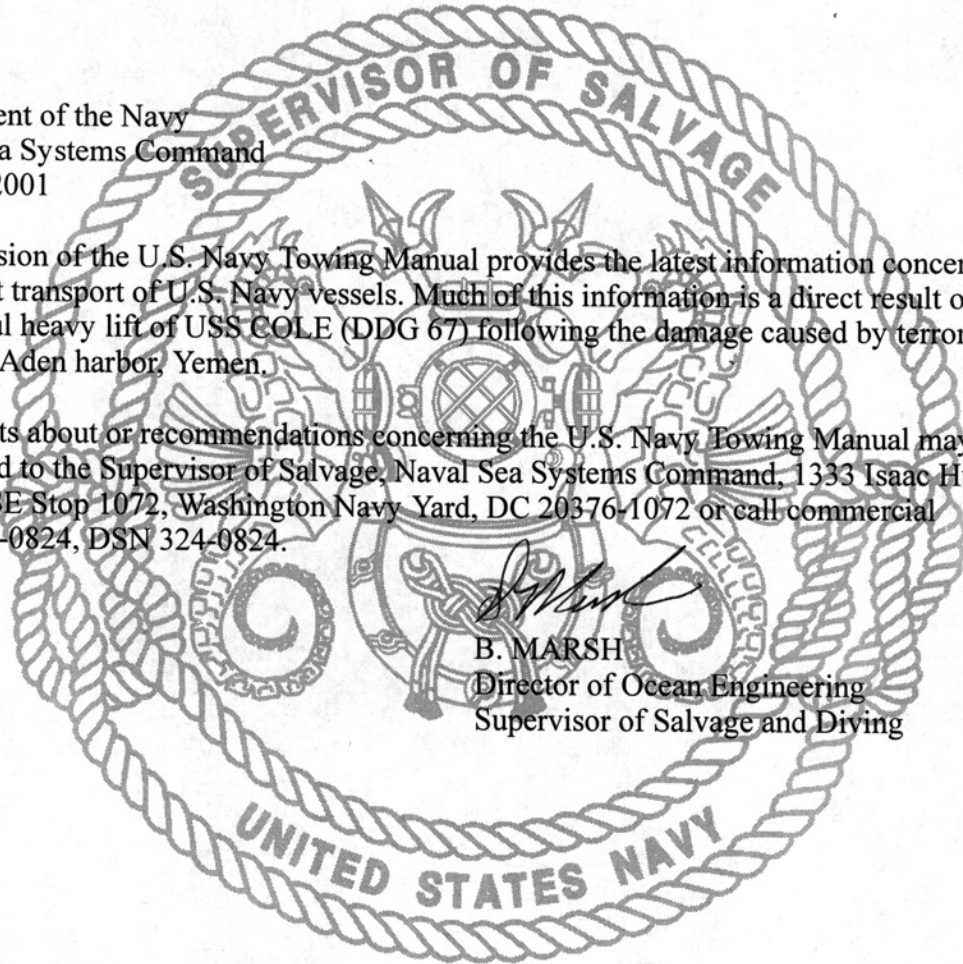 SUPERVISOR OF SALVAGE
ent of the Navy
a Systems Command
2001
sion of the U.S. Navy Towing Manual provides the latest information concer
t transport of U.S. Navy vessels. Much of this information is a direct result o
ul heavy lift of USS COLE (DDG 67) following the damage caused by terror
Aden harbor, Yemen.
ts about or recommendations concerning the U.S. Navy Towing Manual may
d to the Supervisor of Salvage, Naval Sea Systems Command, 1333 Isaac H
SE Stop 1072, Washington Navy Yard, DC 20376-1072 or call commercial
-0824, DSN 324-0824.
B. MARSH
Director of Ocean Engineering
Supervisor of Salvage and Diving
UNITED STATES NAVY